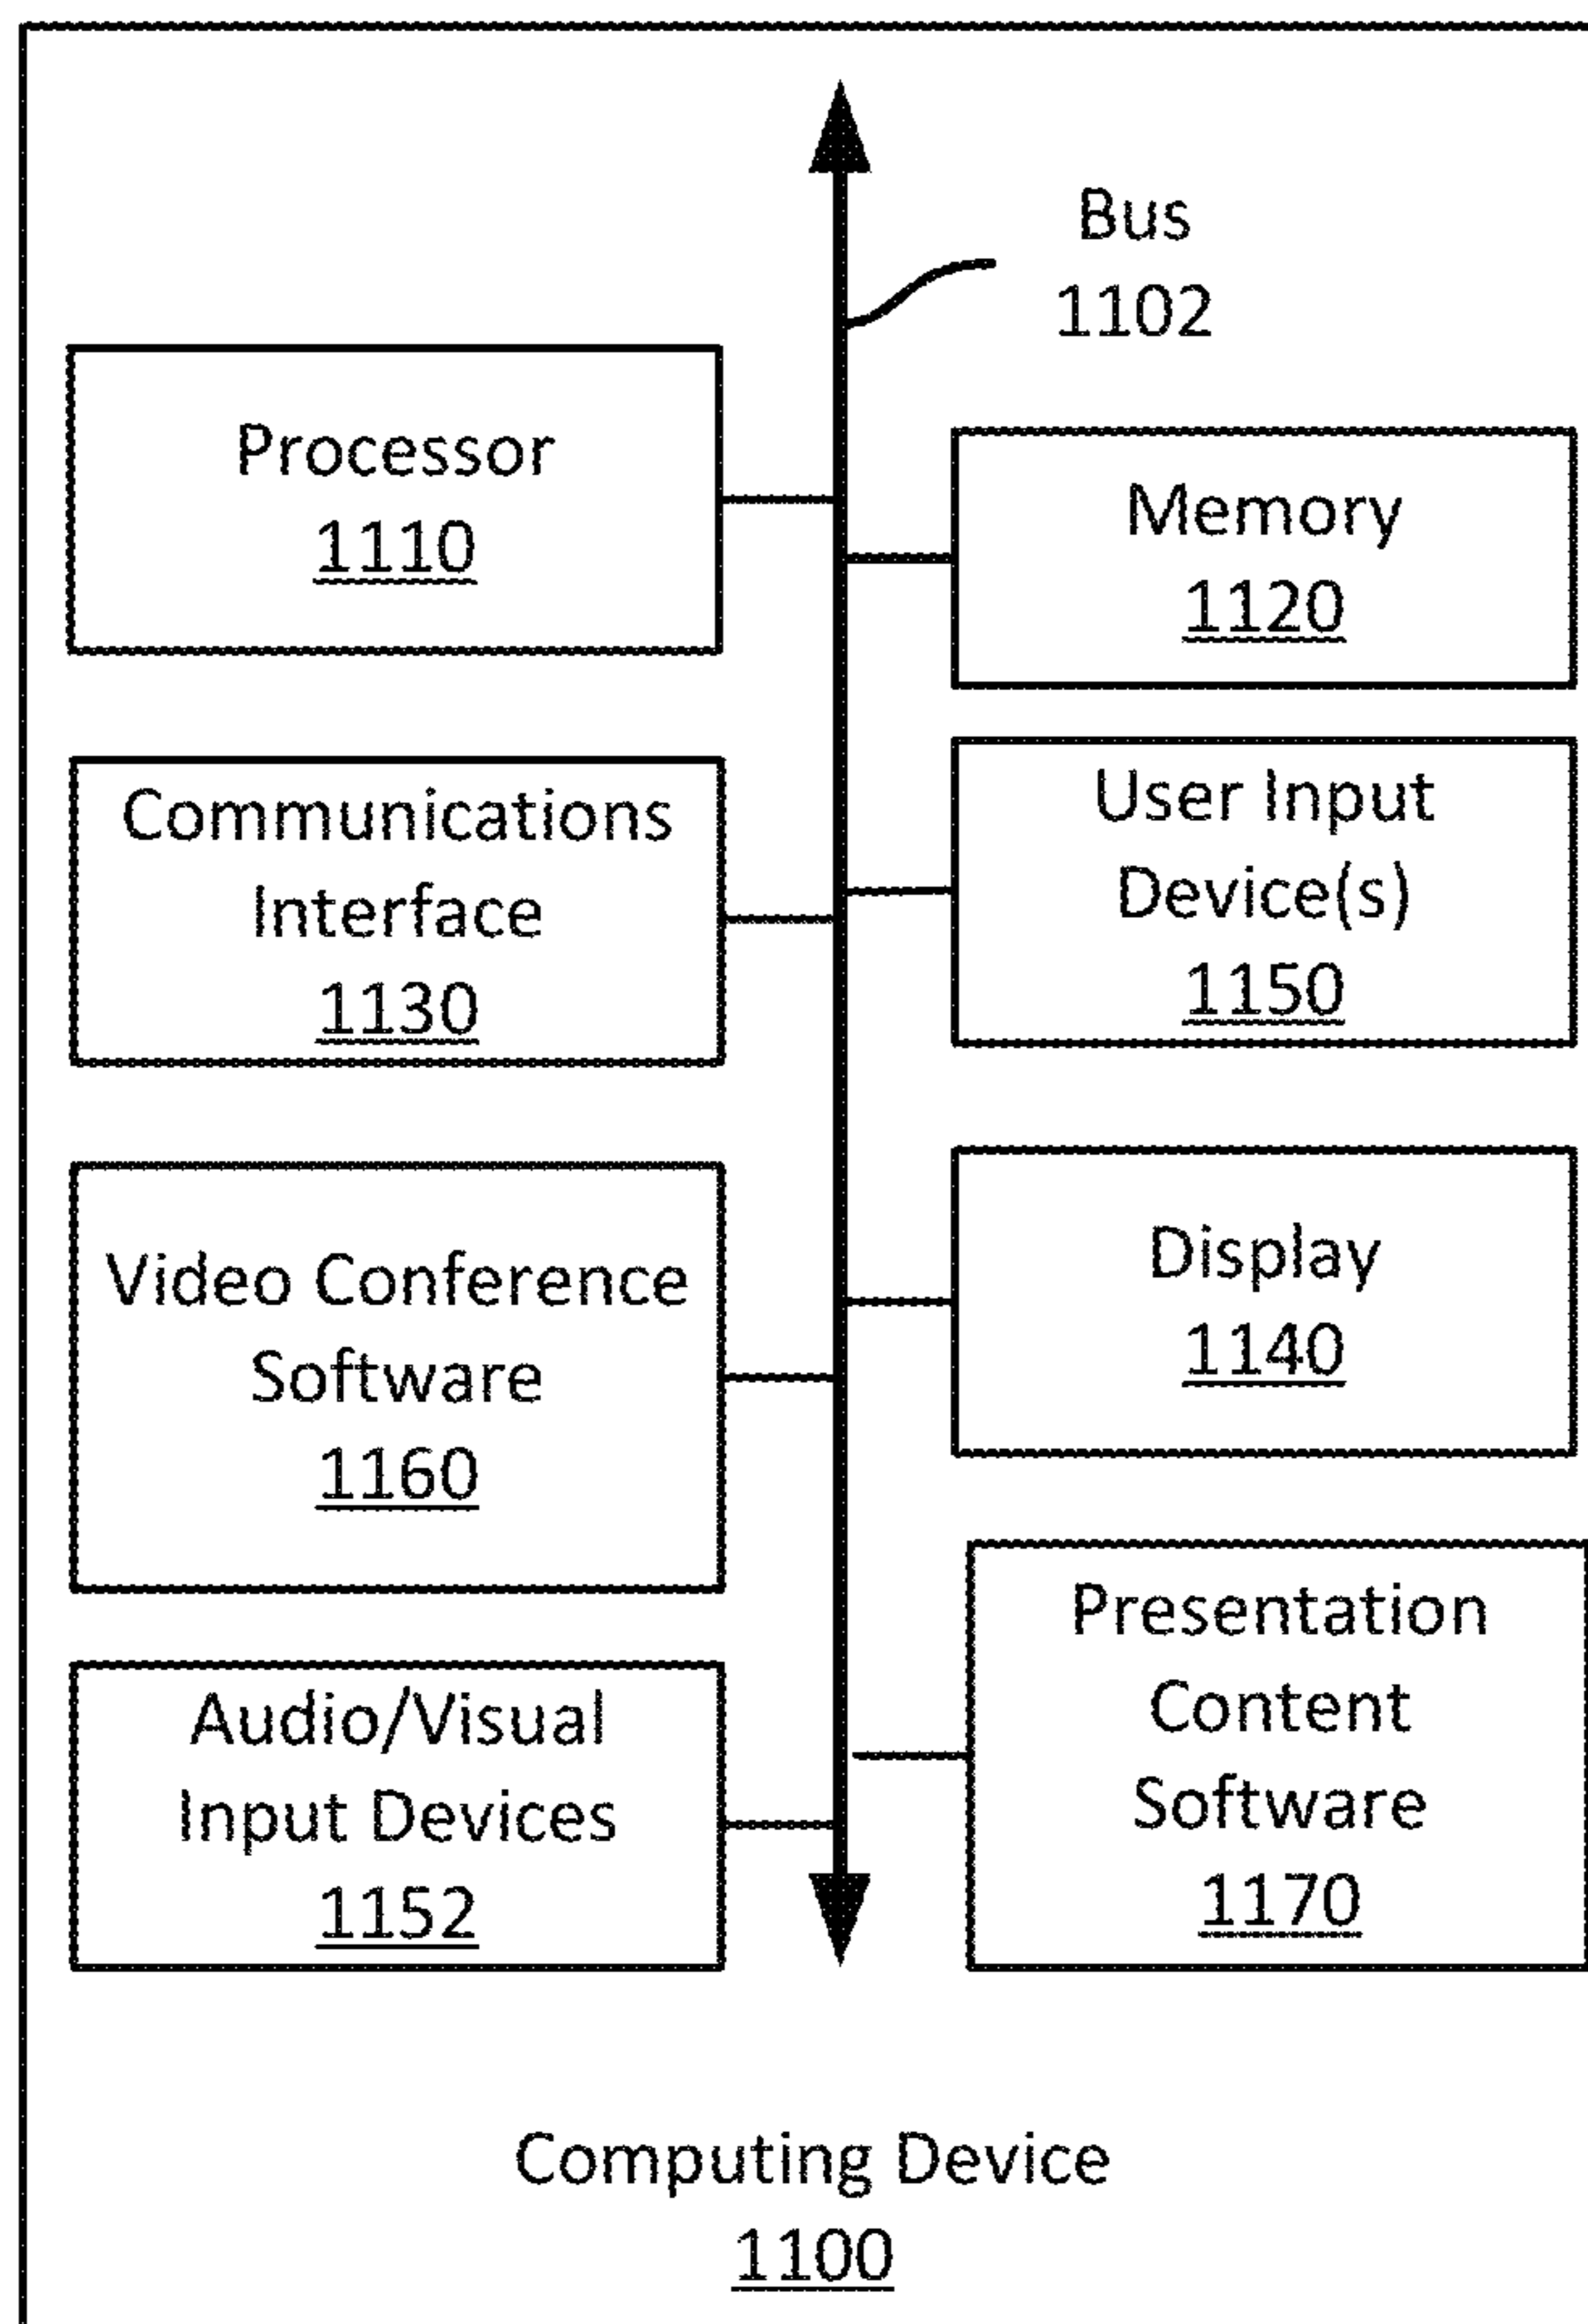 Bus
1102
Processor
1110
Memory
1120
Communications
Interface
1130
User Input
Device(s)
1150
Video Conference
Software
1160
Display
1140
Audio/Visual
Input Devices
1152
Presentation
Content
Software
1170
Computing Device
1100